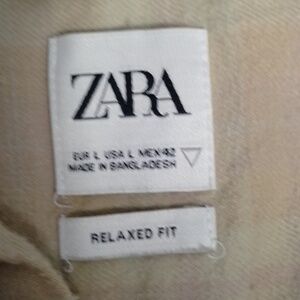 ZARA
EUR L USA L MEX 42
MADE IN BANGLADESH
RELAXED FIT